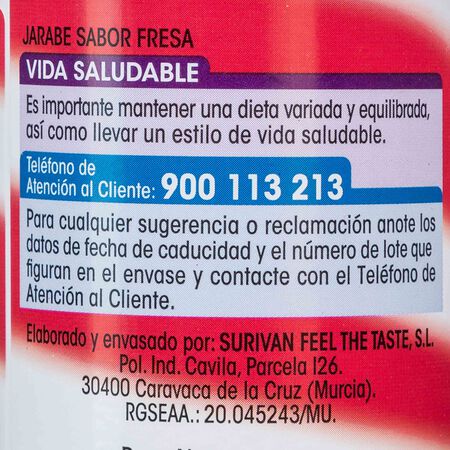 JARABE SABOR FRESA
VIDA SALUDABLE
Es importante mantener una dieta variada y equilibrada,
así como llevar un estilo de vida saludable.
Teléfono de
Atención al Cliente: 900 113 213
Para cualquier sugerencia o reclamación anote los
datos de fecha de caducidad y el número de lote que
figuran en el envase y contacte con el Teléfono de
Atención al Cliente.
Elaborado y envasado por: SURIVAN FEEL THE TASTE, S.L.
Pol. Ind. Cavila, Parcela I26.
30400 Caravaca de la Cruz (Murcia).
RGSEAA.: 20.045243/MU.